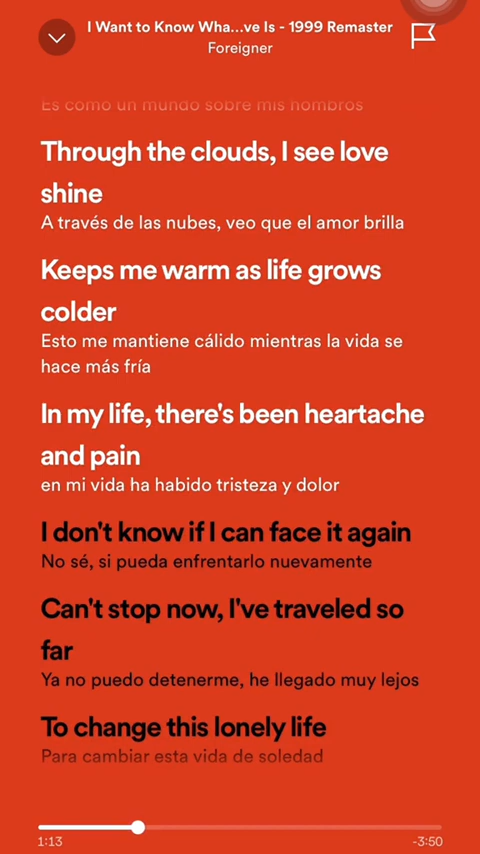 I Want to Know Wha...ve Is - 1999 Remaster
Foreigner
Es como un mundo sobre mis hombros
Through the clouds, I see love
shine
A través de las nubes, veo que el amor brilla
Keeps me warm as life grows
colder
Esto me mantiene cálido mientras la vida se
hace más fría
In my life, there's been heartache
and pain
en mi vida ha habido tristeza y dolor
I don't know if I can face it again
No sé, si pueda enfrentarlo nuevamente
Can't stop now, I've traveled so
far
Ya no puedo detenerme, he llegado muy lejos
To change this lonely life
Para cambiar esta vida de soledad
1:13
-3:50